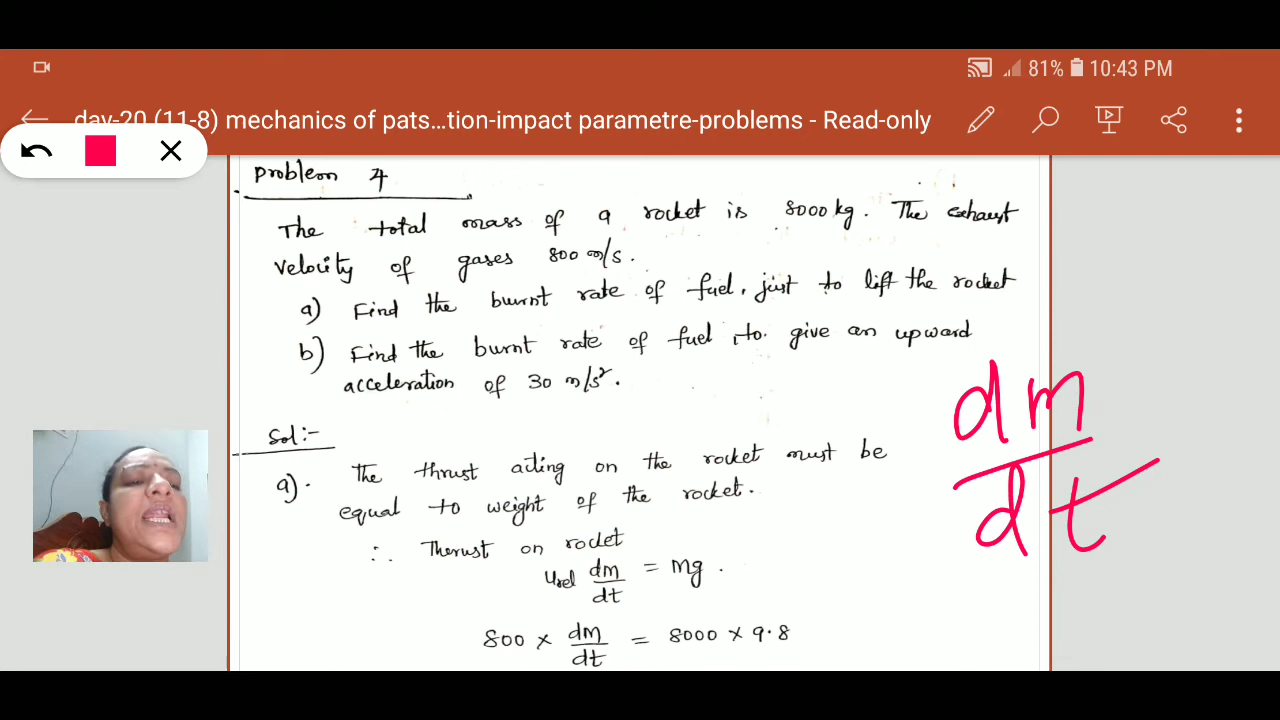 81% 10:43 PM
day-20 (11-8) mechanics of pats...tion-impact parametre-problems - Read-only
Problem 4
The total mass of a rocket is 8000 kg. The exhaust
velocity of gases 800 m/s.
a) Find the burnt rate of fuel, just to lift the rocket
b) Find the burnt rate of fuel, to give an upward
acceleration of 30 m/s².
Sol:-
a). The thrust acting on the rocket must be
equal to weight of the rocket.
∴ Thrust on rocket
Urel dm/dt = mg.
800 × dm/dt = 8000 × 9.8
dm/dt